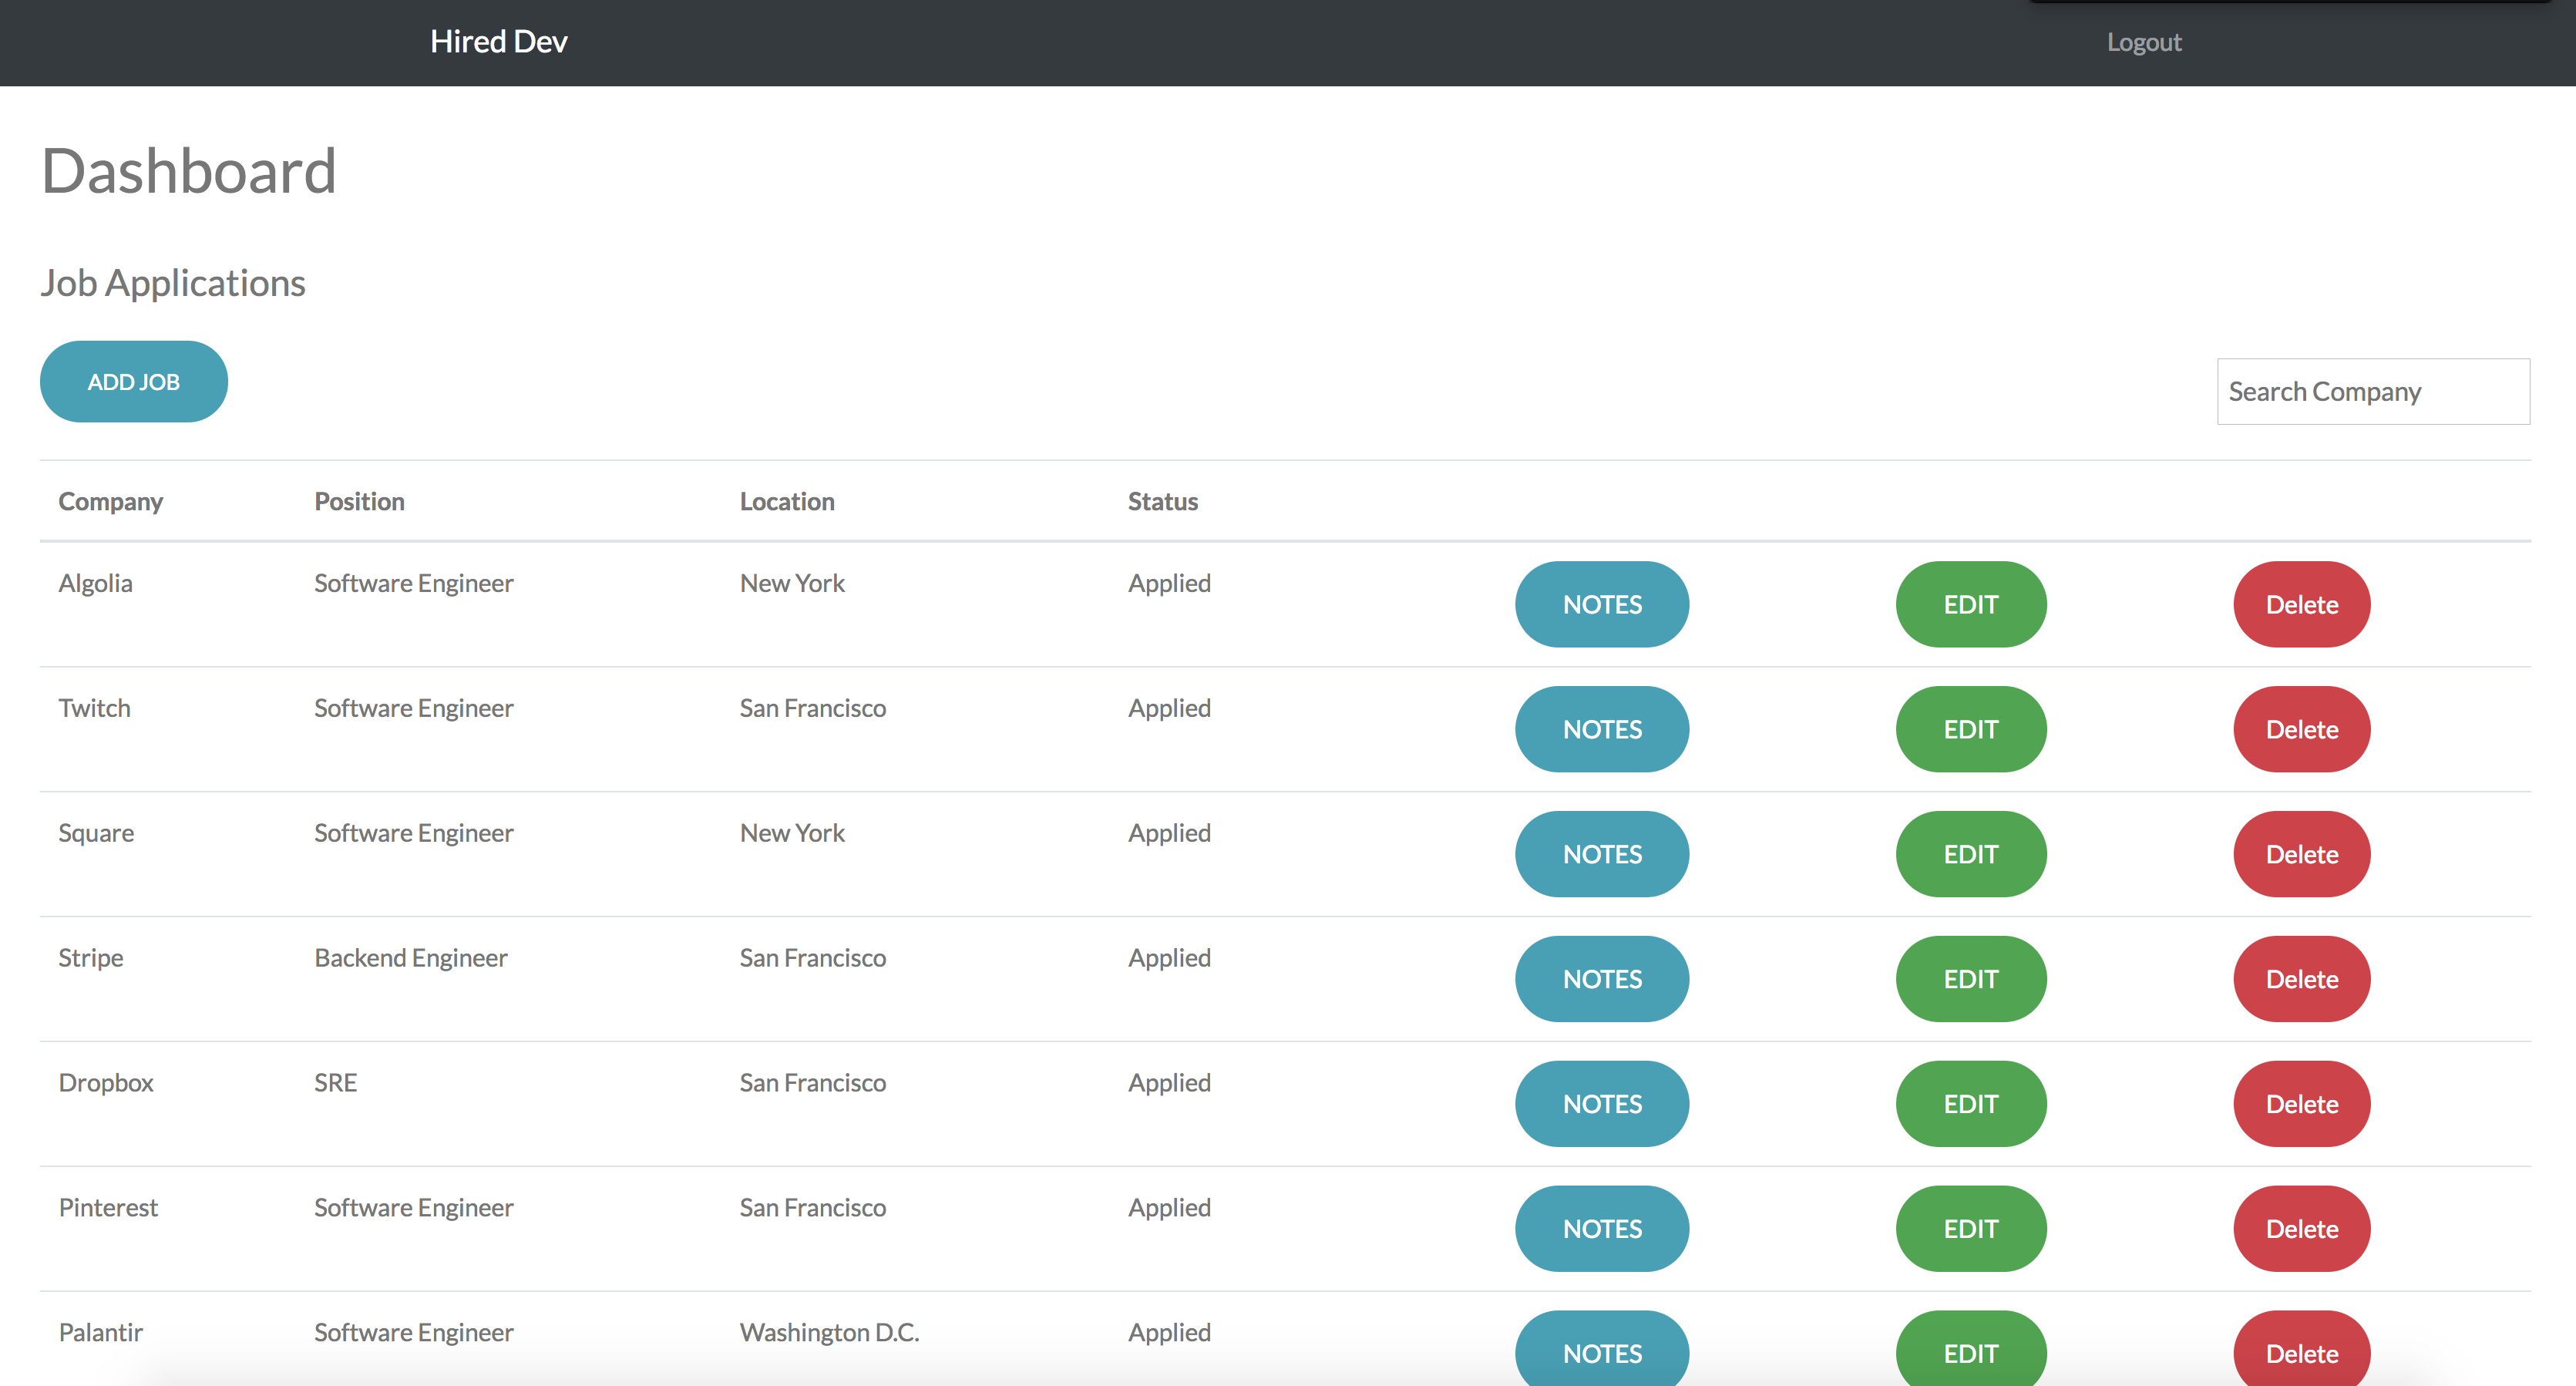 Hired Dev Logout
Dashboard
Job Applications
ADD JOB
Search Company
Company Position Location Status
Algolia Software Engineer New York Applied NOTES EDIT Delete
Twitch Software Engineer San Francisco Applied NOTES EDIT Delete
Square Software Engineer New York Applied NOTES EDIT Delete
Stripe Backend Engineer San Francisco Applied NOTES EDIT Delete
Dropbox SRE San Francisco Applied NOTES EDIT Delete
Pinterest Software Engineer San Francisco Applied NOTES EDIT Delete
Palantir Software Engineer Washington D.C. Applied NOTES EDIT Delete